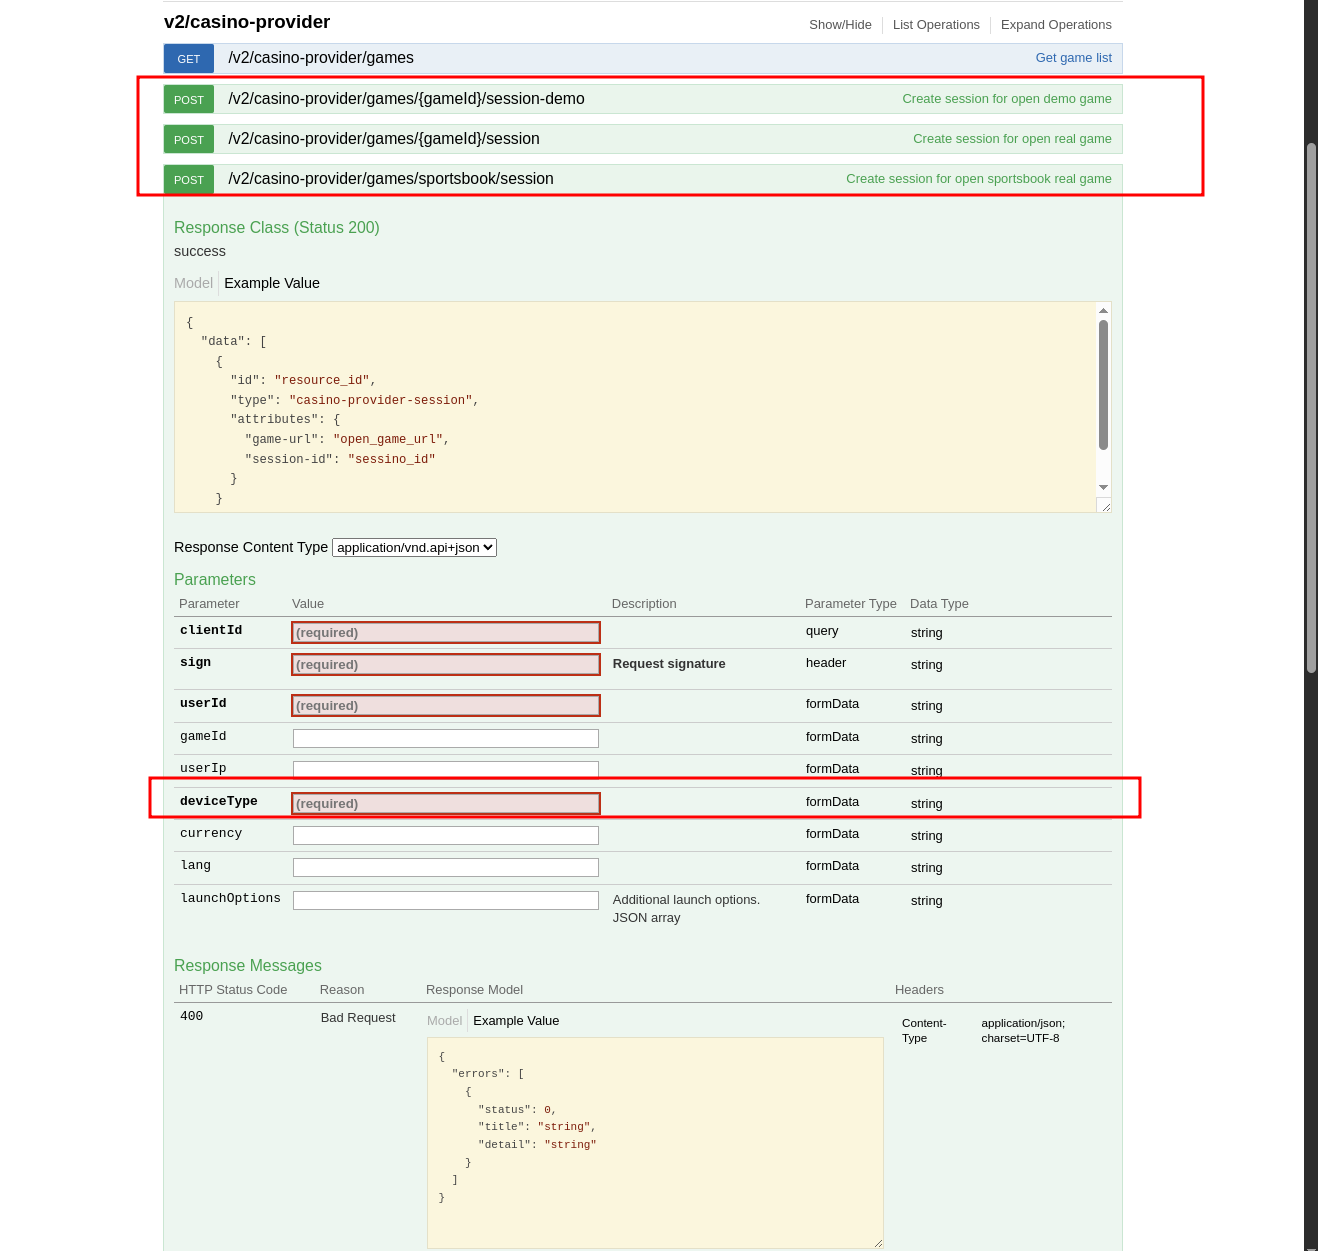 v2/casino-provider
Show/Hide List Operations Expand Operations
GET /v2/casino-provider/games Get game list
POST /v2/casino-provider/games/{gameId}/session-demo Create session for open demo game
POST /v2/casino-provider/games/{gameId}/session Create session for open real game
POST /v2/casino-provider/games/sportsbook/session Create session for open sportsbook real game
Response Class (Status 200)
success
Model Example Value
{
  "data": [
    {
      "id": "resource_id",
      "type": "casino-provider-session",
      "attributes": {
        "game-url": "open_game_url",
        "session-id": "sessino_id"
      }
    }
Response Content Type application/vnd.api+json
Parameters
Parameter Value Description Parameter Type Data Type
clientId (required) query string
sign (required) Request signature header string
userId (required) formData string
gameId formData string
userIp formData string
deviceType (required) formData string
currency formData string
lang formData string
launchOptions Additional launch options. formData string
JSON array
Response Messages
HTTP Status Code Reason Response Model Headers
400 Bad Request Model Example Value
Content- application/json;
Type charset=UTF-8
{
  "errors": [
    {
      "status": 0,
      "title": "string",
      "detail": "string"
    }
  ]
}